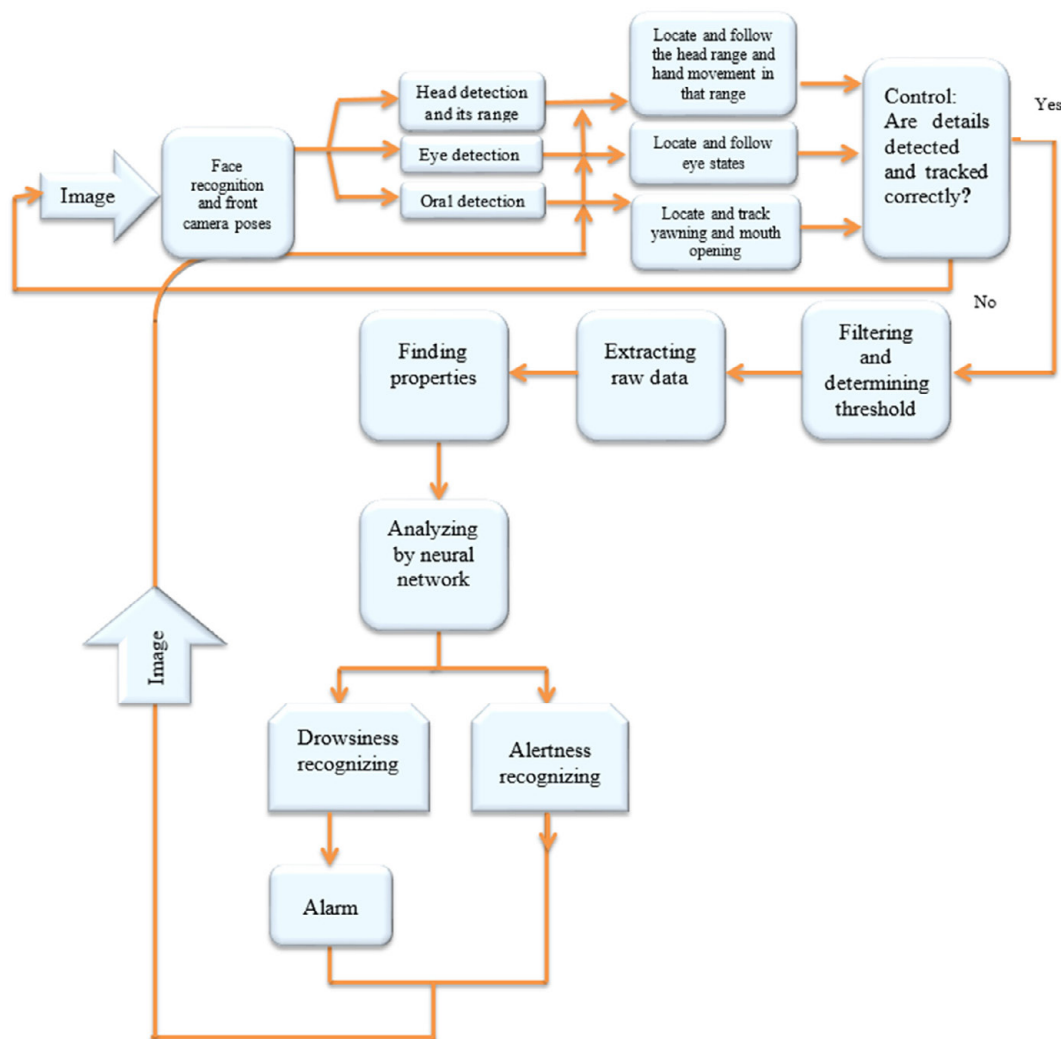 Image
Face
recognition
and front
camera poses
Head detection
and its range
Eye detection
Oral detection
Locate and follow
the head range and
hand movement in
that range
Locate and follow
eye states
Locate and track
yawning and mouth
opening
Control:
Are details
detected
and tracked
correctly?
Yes
No
Filtering
and
determining
threshold
Extracting
raw data
Finding
properties
Analyzing
by neural
network
Drowsiness
recognizing
Alertness
recognizing
Alarm
Image